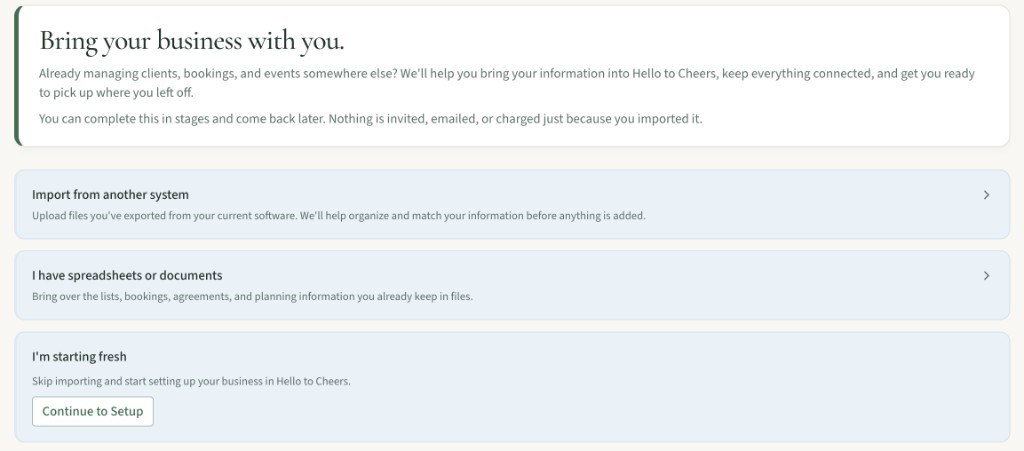 Bring your business with you.
Already managing clients, bookings, and events somewhere else? We'll help you bring your information into Hello to Cheers, keep everything connected, and get you ready
to pick up where you left off.
You can complete this in stages and come back later. Nothing is invited, emailed, or charged just because you imported it.
Import from another system
Upload files you've exported from your current software. We'll help organize and match your information before anything is added.
I have spreadsheets or documents
Bring over the lists, bookings, agreements, and planning information you already keep in files.
I'm starting fresh
Skip importing and start setting up your business in Hello to Cheers.
Continue to Setup